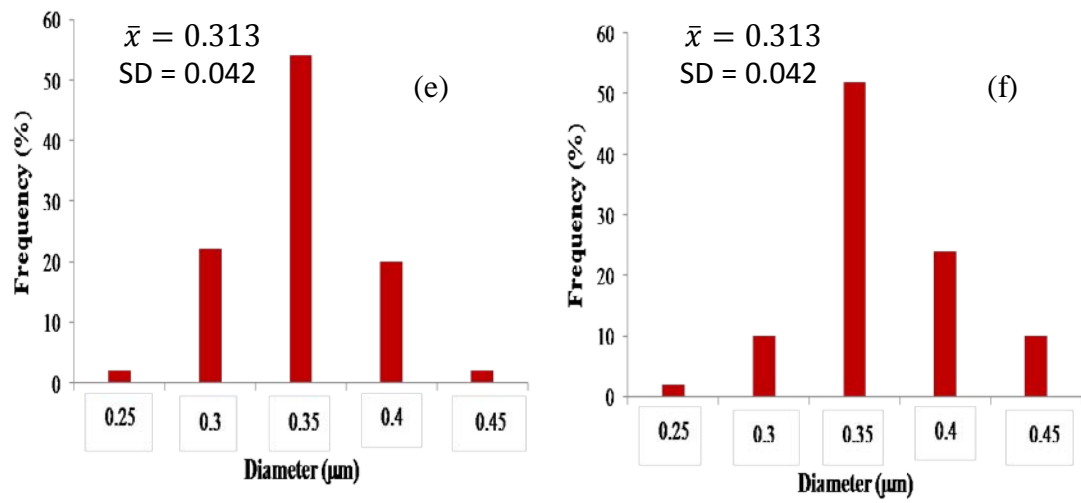 60
50
40
30
20
10
0
Frequency (%)
x̄ = 0.313
SD = 0.042
(e)
0.25 0.3 0.35 0.4 0.45
Diameter (μm)
60
50
40
30
20
10
0
Frequency (%)
x̄ = 0.313
SD = 0.042
(f)
0.25 0.3 0.35 0.4 0.45
Diameter (μm)